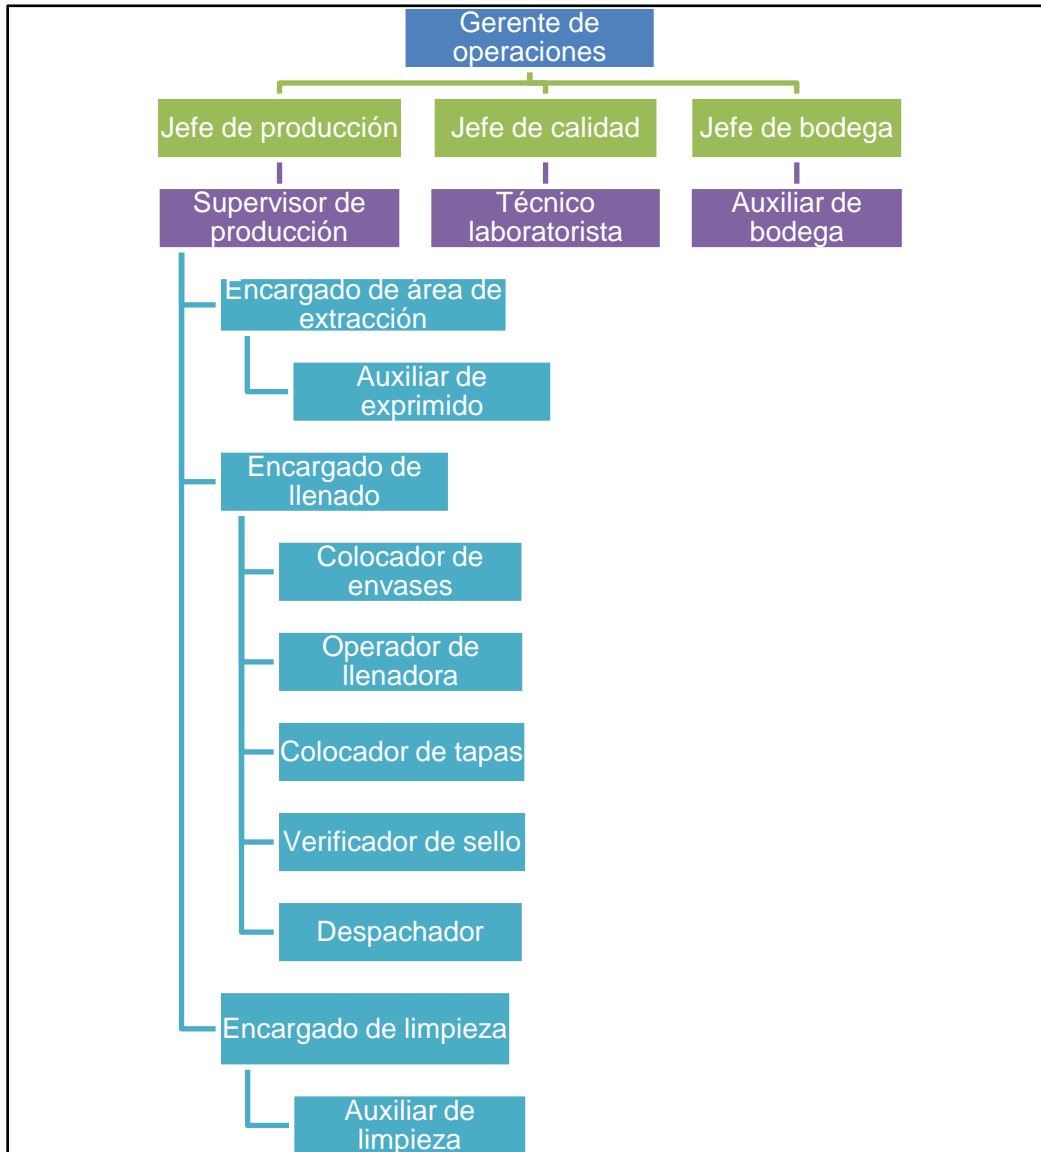 Gerente de
operaciones
Jefe de producción
Jefe de calidad
Jefe de bodega
Supervisor de
producción
Técnico
laboratorista
Auxiliar de
bodega
Encargado de área de
extracción
Auxiliar de
exprimido
Encargado de
llenado
Colocador de
envases
Operador de
llenadora
Colocador de tapas
Verificador de sello
Despachador
Encargado de limpieza
Auxiliar de
limpieza